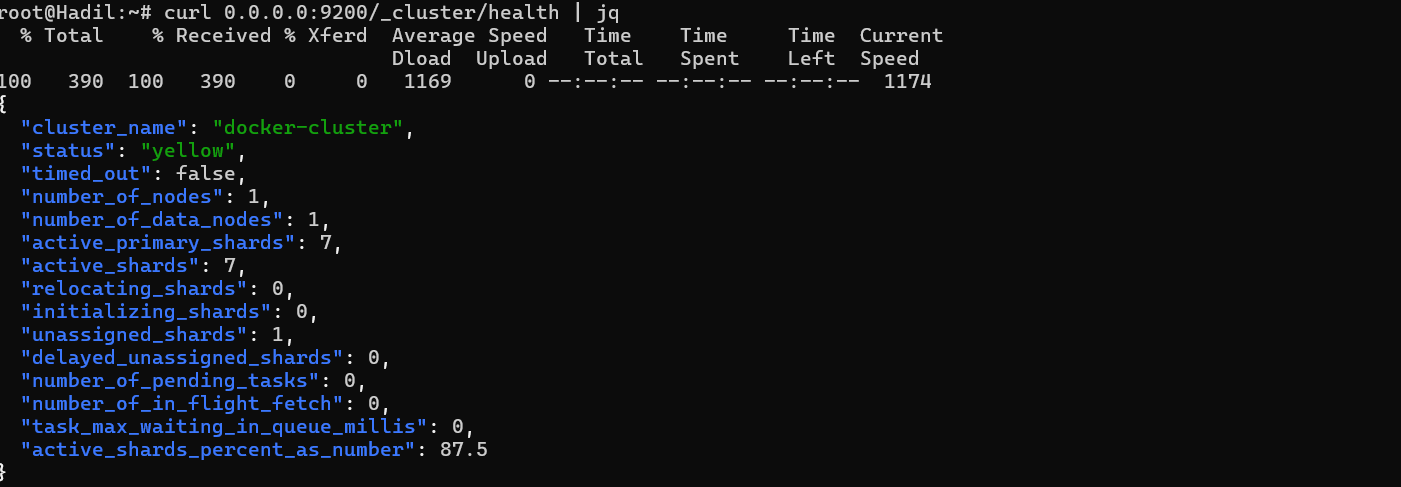 root@Hadil:~# curl 0.0.0.0:9200/_cluster/health | jq
  % Total    % Received % Xferd  Average Speed   Time    Time     Time  Current
                                 Dload  Upload   Total   Spent    Left  Speed
100   390  100   390    0     0   1169      0 --:--:-- --:--:-- --:--:--  1174
{
  "cluster_name": "docker-cluster",
  "status": "yellow",
  "timed_out": false,
  "number_of_nodes": 1,
  "number_of_data_nodes": 1,
  "active_primary_shards": 7,
  "active_shards": 7,
  "relocating_shards": 0,
  "initializing_shards": 0,
  "unassigned_shards": 1,
  "delayed_unassigned_shards": 0,
  "number_of_pending_tasks": 0,
  "number_of_in_flight_fetch": 0,
  "task_max_waiting_in_queue_millis": 0,
  "active_shards_percent_as_number": 87.5
}